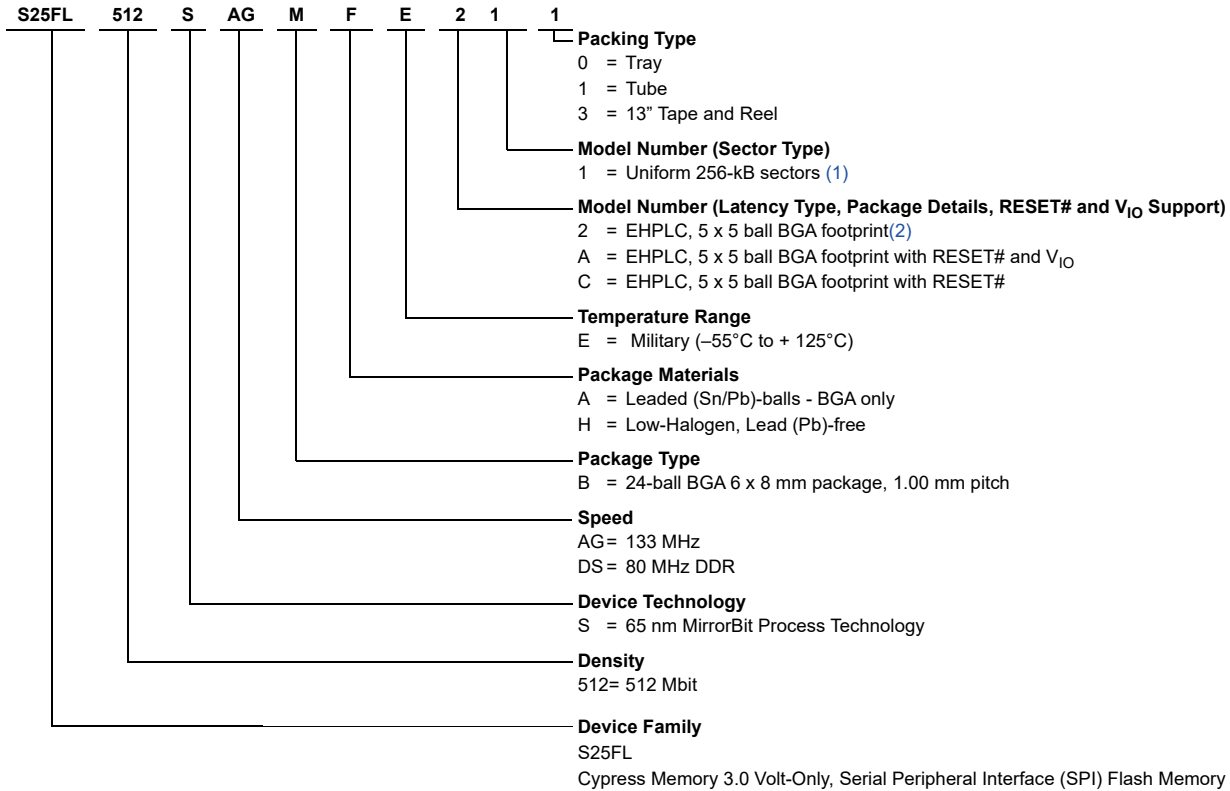 S25FL 512 S AG M F E 2 1 1
Packing Type
0 = Tray
1 = Tube
3 = 13” Tape and Reel
Model Number (Sector Type)
1 = Uniform 256-kB sectors (1)
Model Number (Latency Type, Package Details, RESET# and VIO Support)
2 = EHPLC, 5 x 5 ball BGA footprint(2)
A = EHPLC, 5 x 5 ball BGA footprint with RESET# and VIO
C = EHPLC, 5 x 5 ball BGA footprint with RESET#
Temperature Range
E = Military (–55°C to + 125°C)
Package Materials
A = Leaded (Sn/Pb)-balls - BGA only
H = Low-Halogen, Lead (Pb)-free
Package Type
B = 24-ball BGA 6 x 8 mm package, 1.00 mm pitch
Speed
AG= 133 MHz
DS= 80 MHz DDR
Device Technology
S = 65 nm MirrorBit Process Technology
Density
512= 512 Mbit
Device Family
S25FL
Cypress Memory 3.0 Volt-Only, Serial Peripheral Interface (SPI) Flash Memory